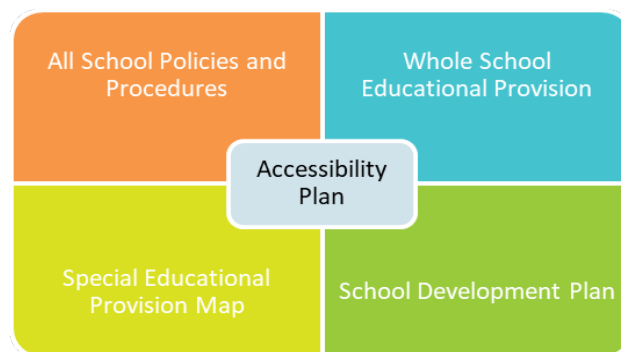 All School Policies and
Procedures
Whole School
Educational Provision
Accessibility
Plan
Special Educational
Provision Map
School Development Plan